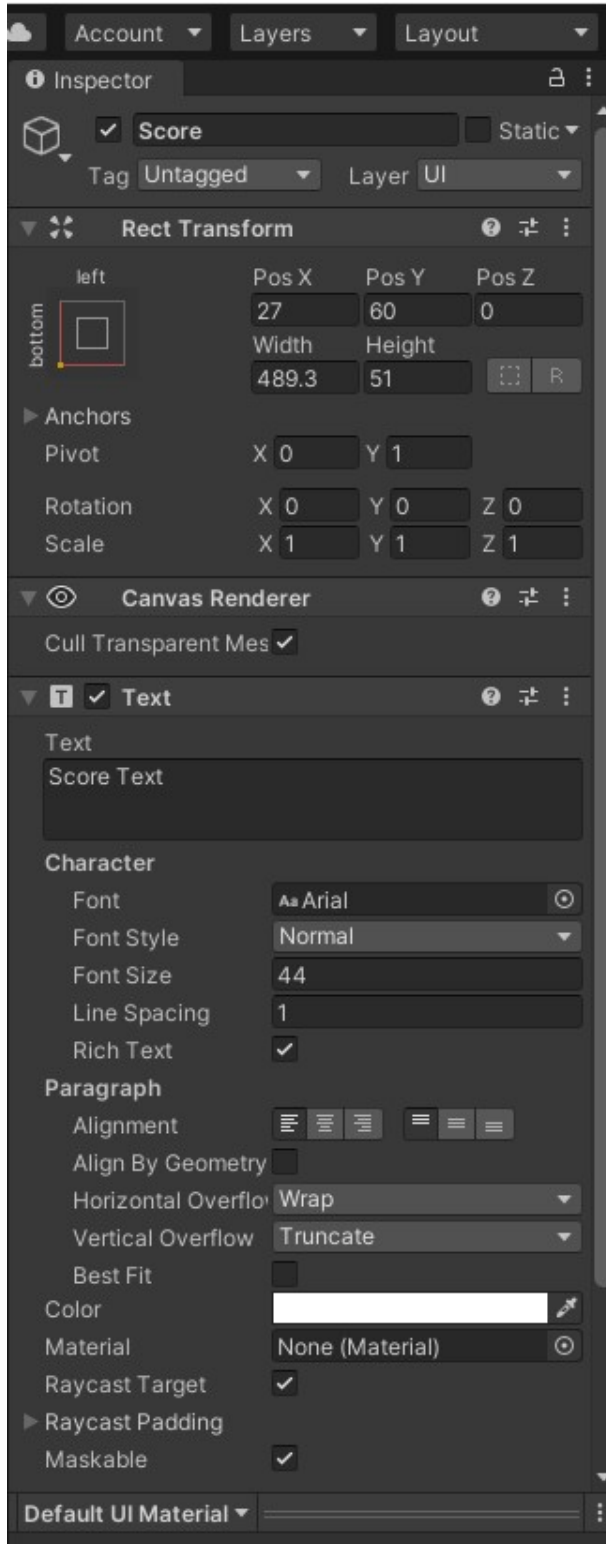 Account Layers Layout
Inspector
Score Static
Tag Untagged Layer UI
Rect Transform
left Pos X Pos Y Pos Z
bottom 27 60 0
Width Height
489.3 51 R
Anchors
Pivot X 0 Y 1
Rotation X 0 Y 0 Z 0
Scale X 1 Y 1 Z 1
Canvas Renderer
Cull Transparent Mes
T Text
Text
Score Text
Character
Font Aa Arial
Font Style Normal
Font Size 44
Line Spacing 1
Rich Text
Paragraph
Alignment
Align By Geometry
Horizontal Overflo Wrap
Vertical Overflow Truncate
Best Fit
Color
Material None (Material)
Raycast Target
Raycast Padding
Maskable
Default UI Material